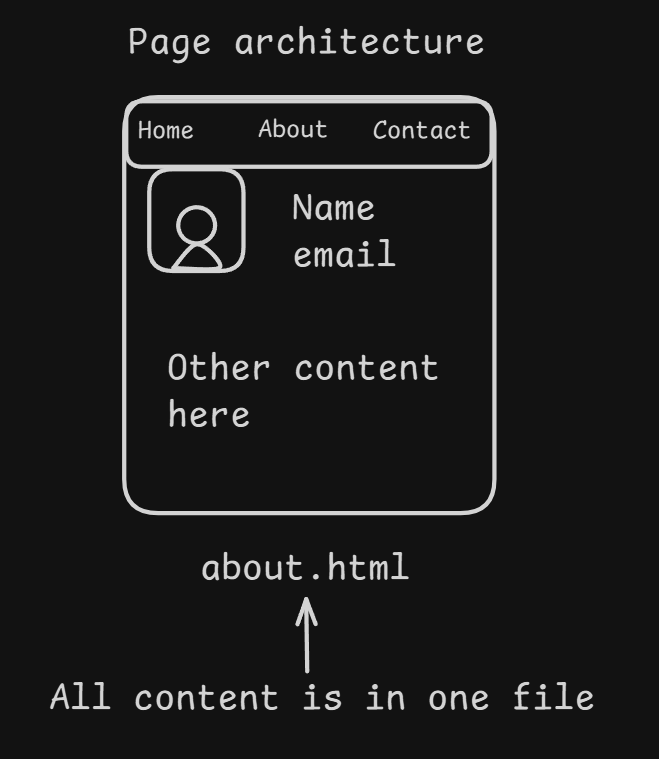 Page architecture
Home About Contact
Name
email
Other content
here
about.html
All content is in one file